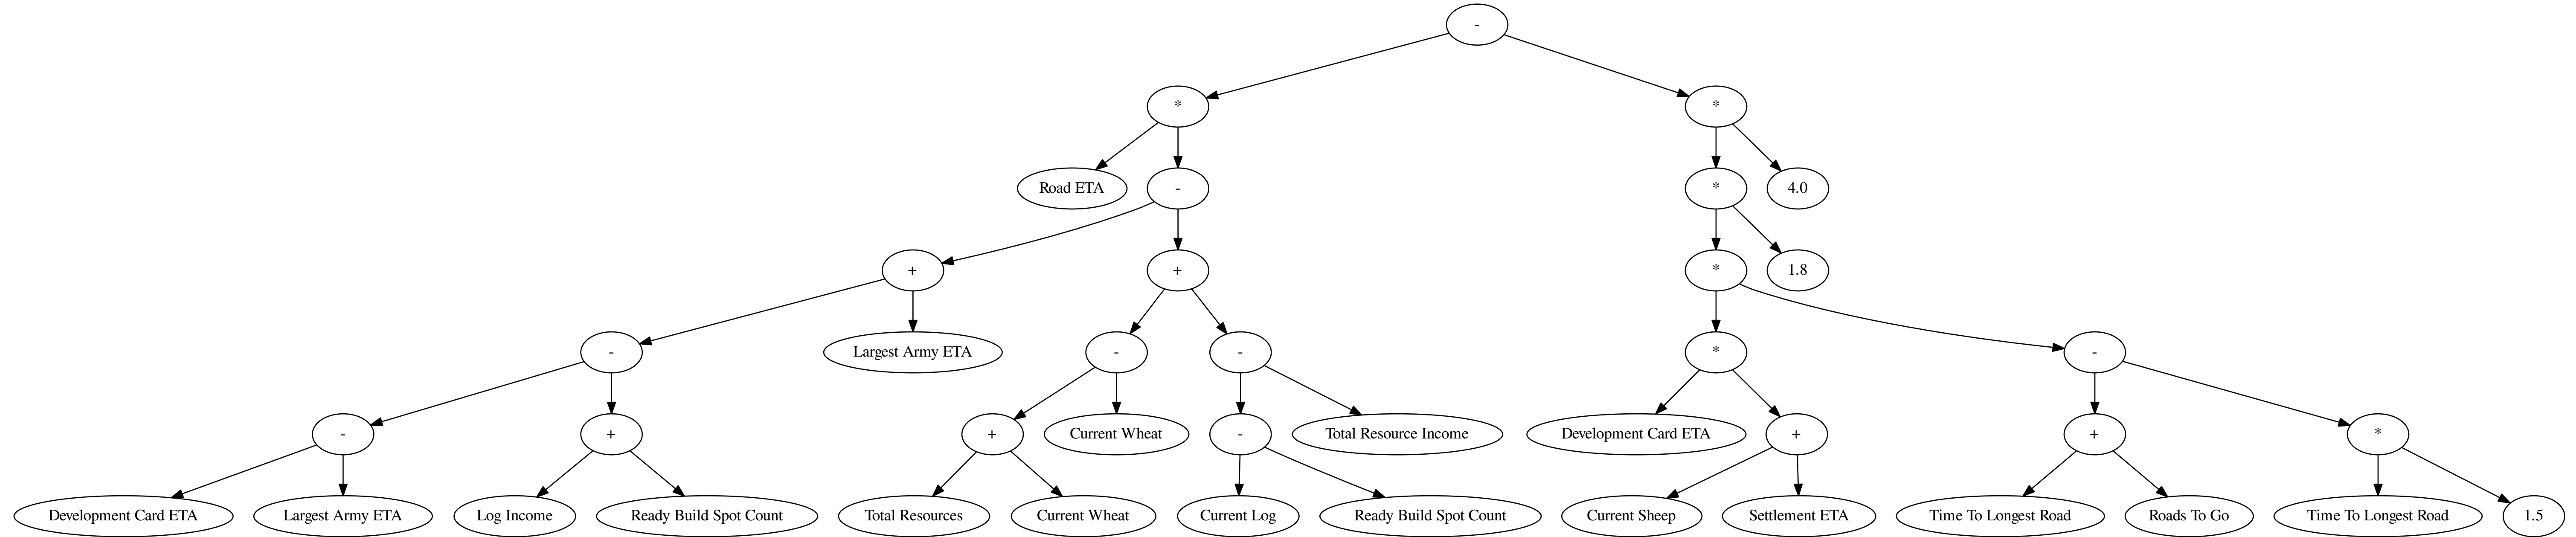 -
*
*
Road ETA
-
*
4.0
+
+
*
1.8
-
Largest Army ETA
-
-
*
-
-
+
+
Current Wheat
-
Total Resource Income
Development Card ETA
+
+
*
Development Card ETA
Largest Army ETA
Log Income
Ready Build Spot Count
Total Resources
Current Wheat
Current Log
Ready Build Spot Count
Current Sheep
Settlement ETA
Time To Longest Road
Roads To Go
Time To Longest Road
1.5